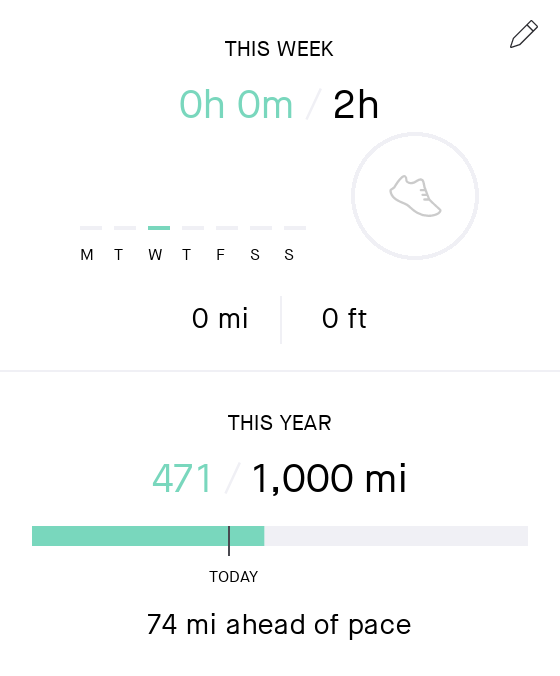 THIS WEEK
0h 0m / 2h
M T W T F S S
0 mi | 0 ft
THIS YEAR
471 / 1,000 mi
TODAY
74 mi ahead of pace